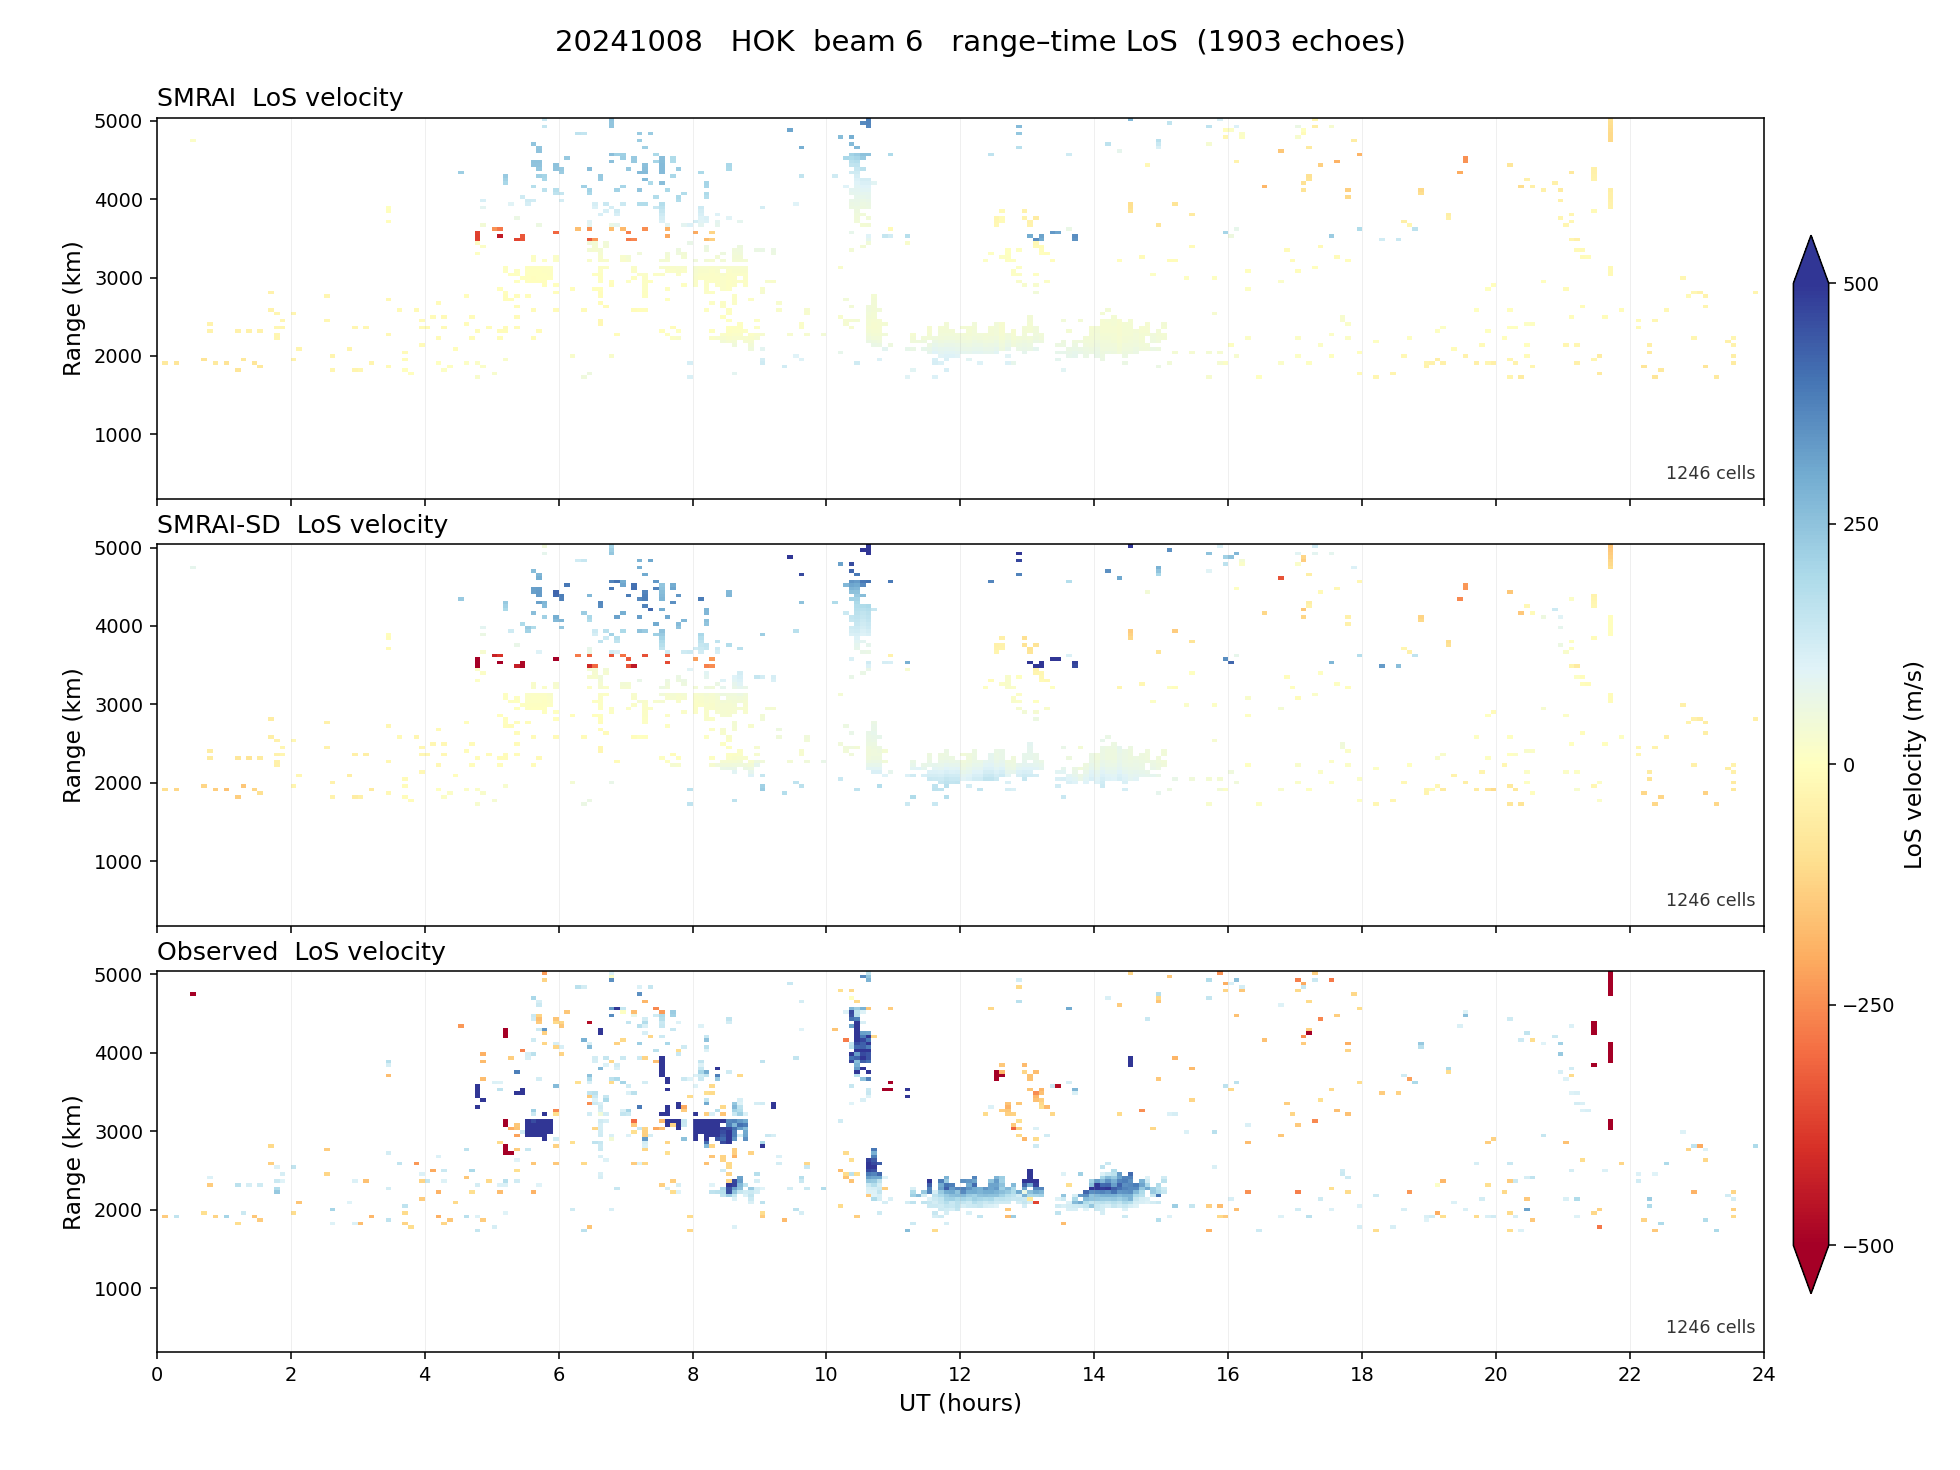 20241008   HOK  beam 6   range–time LoS  (1903 echoes)
SMRAI  LoS velocity
5000
4000
3000
2000
1000
Range (km)
1246 cells
SMRAI-SD  LoS velocity
5000
4000
3000
2000
1000
Range (km)
1246 cells
Observed  LoS velocity
5000
4000
3000
2000
1000
Range (km)
1246 cells
0 2 4 6 8 10 12 14 16 18 20 22 24
UT (hours)
500
250
0
−250
−500
LoS velocity (m/s)